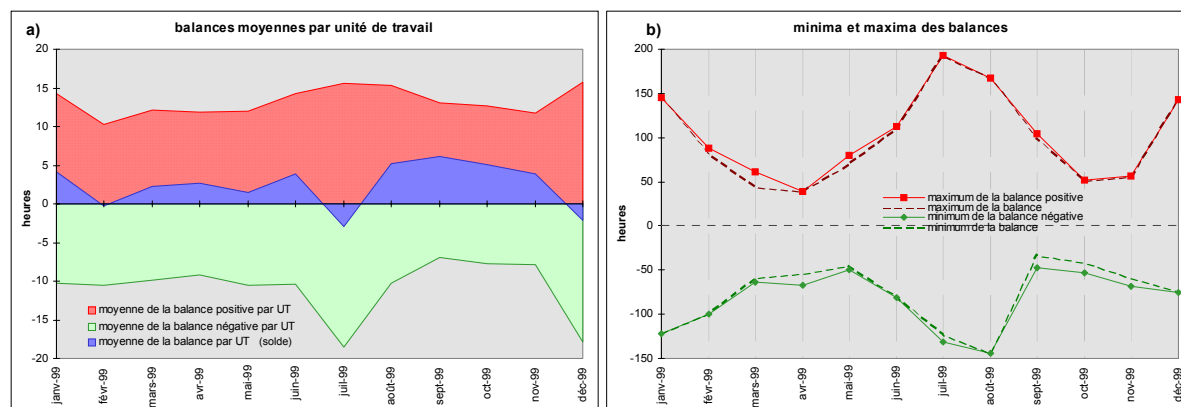 a)
balances moyennes par unité de travail
20
15
10
5
0
-5
-10
-15
-20
heures
moyenne de la balance positive par UT
moyenne de la balance négative par UT
moyenne de la balance par UT (solde)
janv-99
févr-99
mars-99
avr-99
mai-99
juin-99
juil-99
août-99
sept-99
oct-99
nov-99
déc-99
b)
minima et maxima des balances
200
150
100
50
0
-50
-100
-150
heures
maximum de la balance positive
maximum de la balance
minimum de la balance négative
minimum de la balance
janv-99
févr-99
mars-99
avr-99
mai-99
juin-99
juil-99
août-99
sept-99
oct-99
nov-99
déc-99